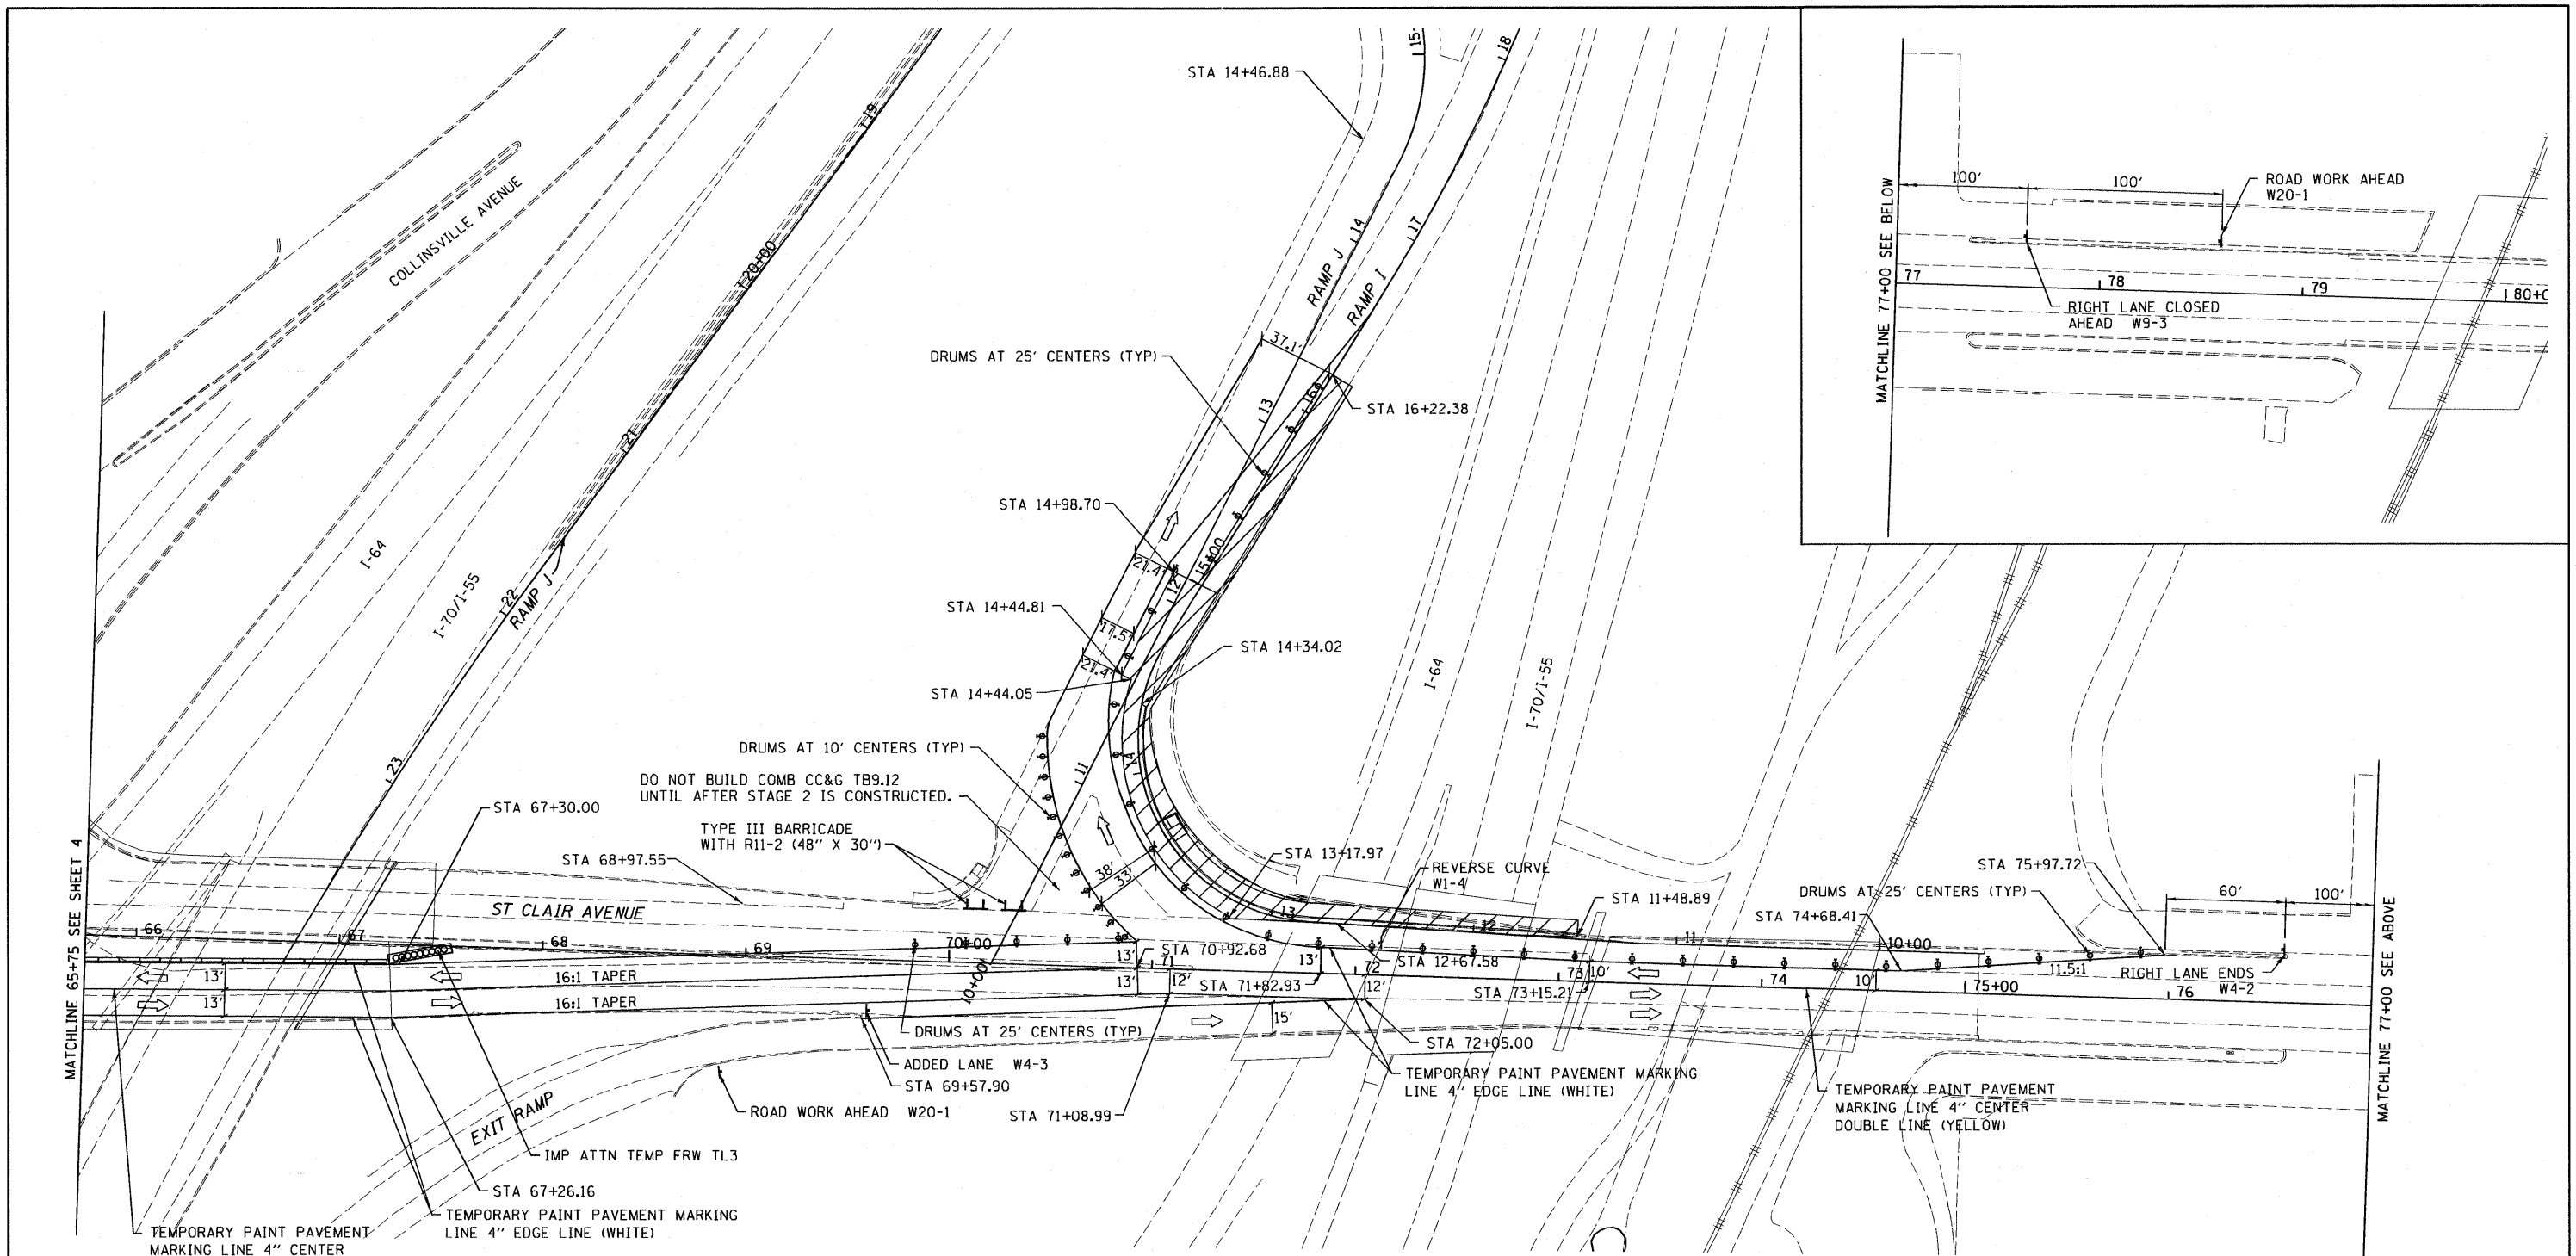 STA 14+46.88
15
18
19
COLLINSVILLE AVENUE
20+00
14
17
RAMP J
RAMP I
MATCHLINE 77+00 SEE BELOW
100'
100'
ROAD WORK AHEAD
W20-1
77
78
79
80+0
RIGHT LANE CLOSED
AHEAD W9-3
37.1'
DRUMS AT 25' CENTERS (TYP)
13
16
STA 16+22.38
21
I-64
I-70/I-55
22
RAMP J
STA 14+98.70
15+00
21.4'
12
STA 14+44.81
17.5'
21.4'
STA 14+34.02
STA 14+44.05
I-64
I-70/I-55
23
DRUMS AT 10' CENTERS (TYP)
11
14
DO NOT BUILD COMB CC&G TB9.12
UNTIL AFTER STAGE 2 IS CONSTRUCTED.
STA 67+30.00
TYPE III BARRICADE
WITH R11-2 (48" X 30")
STA 68+97.55
38'
33'
STA 13+17.97
REVERSE CURVE
W1-4
STA 75+97.72
DRUMS AT 25' CENTERS (TYP)
60'
100'
STA 11+48.89
STA 74+68.41
MATCHLINE 65+75 SEE SHEET 4
ST CLAIR AVENUE
66
67
68
69
70+00
10+00
13
12
11
10+00
STA 70+92.68
13'
71
13'
72
STA 12+67.58
73
10'
74
10'
75+00
11.5:1
76
RIGHT LANE ENDS
W4-2
13'
16:1 TAPER
13'
16:1 TAPER
13'
12'
STA 71+82.93
12'
STA 73+15.21
MATCHLINE 77+00 SEE ABOVE
DRUMS AT 25' CENTERS (TYP)
15'
STA 72+05.00
ADDED LANE W4-3
STA 69+57.90
ROAD WORK AHEAD W20-1
STA 71+08.99
TEMPORARY PAINT PAVEMENT MARKING
LINE 4" EDGE LINE (WHITE)
TEMPORARY PAINT PAVEMENT
MARKING LINE 4" CENTER
DOUBLE LINE (YELLOW)
EXIT RAMP
IMP ATTN TEMP FRW TL3
STA 67+26.16
TEMPORARY PAINT PAVEMENT MARKING
LINE 4" EDGE LINE (WHITE)
TEMPORARY PAINT PAVEMENT
MARKING LINE 4" CENTER